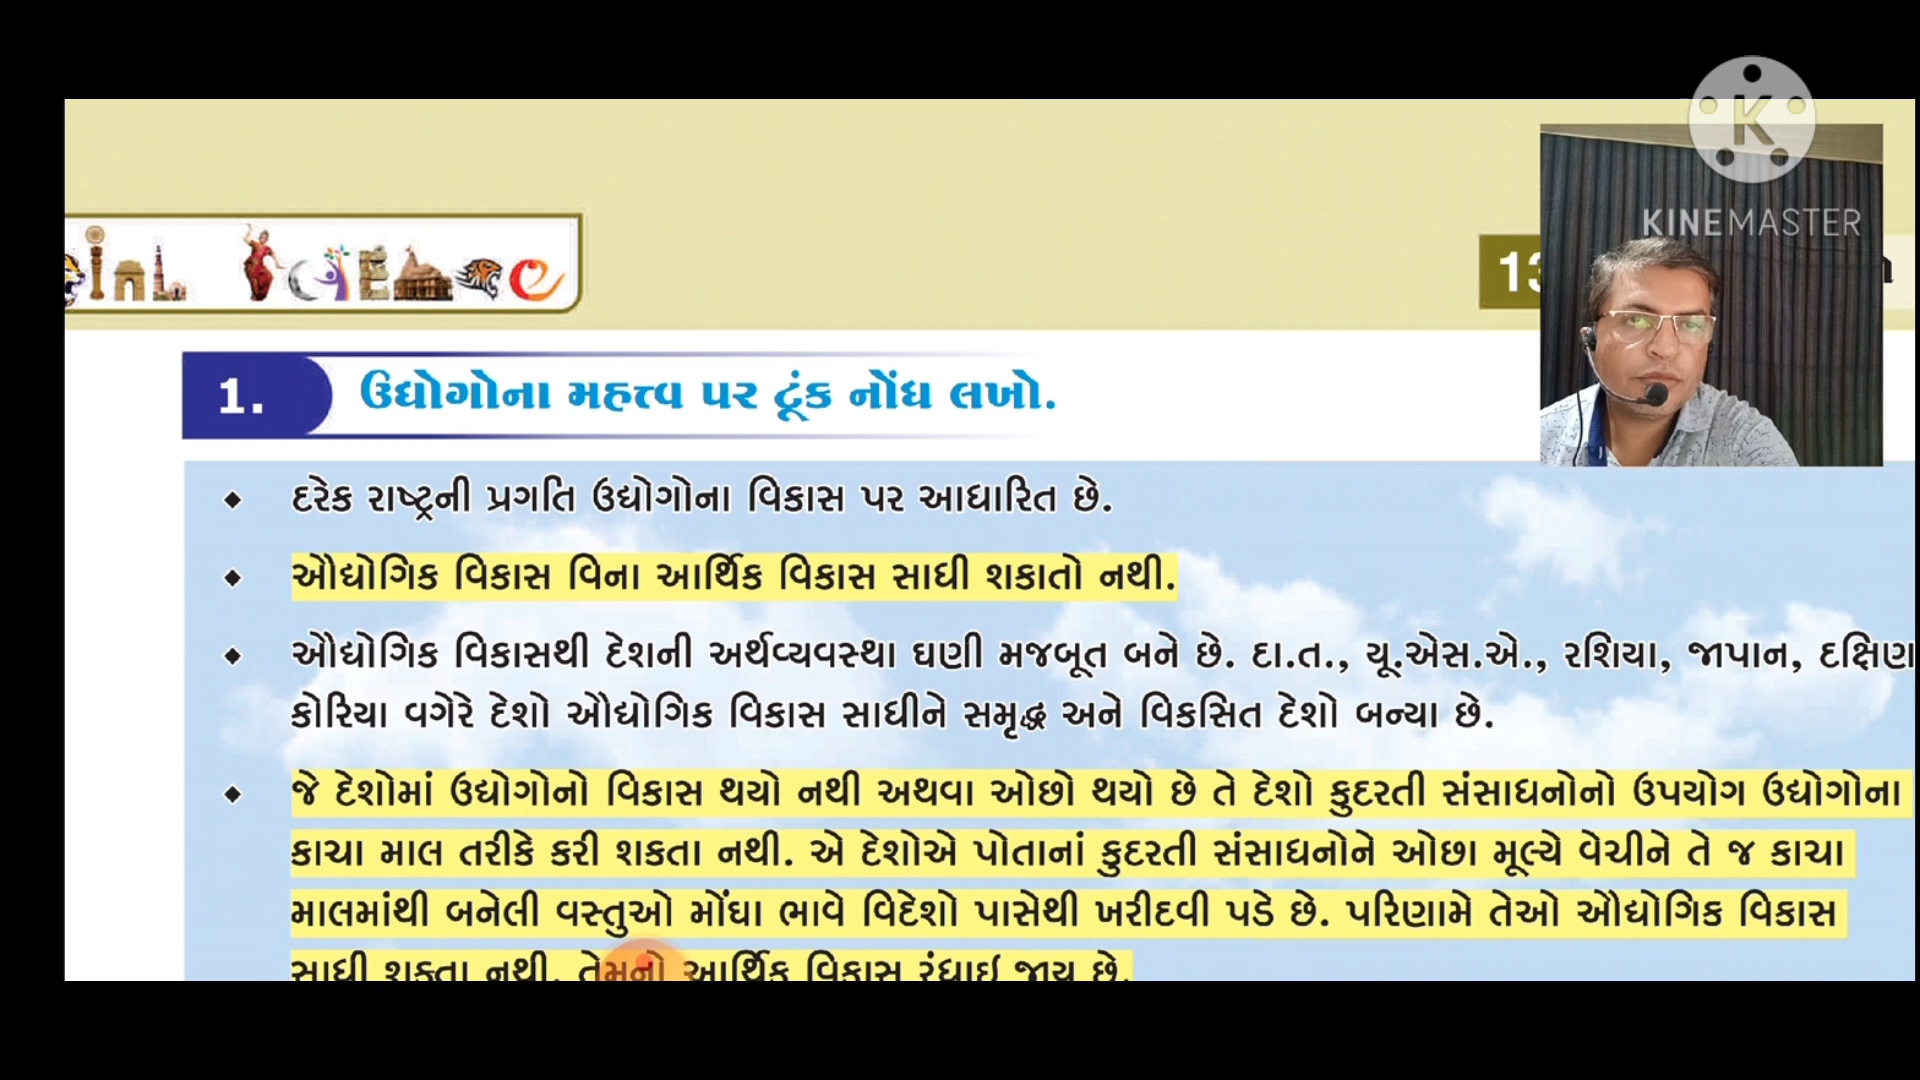 KINEMASTER
1. ઉદ્યોગોના મહત્ત્વ પર ટૂંક નોંધ લખો.
◆ દરેક રાષ્ટ્રની પ્રગતિ ઉદ્યોગોના વિકાસ પર આધારિત છે.
◆ ઔદ્યોગિક વિકાસ વિના આર્થિક વિકાસ સાધી શકાતો નથી.
◆ ઔદ્યોગિક વિકાસથી દેશની અર્થવ્યવસ્થા ઘણી મજબૂત બને છે. દા.ત., યૂ.એસ.એ., રશિયા, જાપાન, દક્ષિણ
કોરિયા વગેરે દેશો ઔદ્યોગિક વિકાસ સાધીને સમૃદ્ધ અને વિકસિત દેશો બન્યા છે.
◆ જે દેશોમાં ઉદ્યોગોનો વિકાસ થયો નથી અથવા ઓછો થયો છે તે દેશો કુદરતી સંસાધનોનો ઉપયોગ ઉદ્યોગોના
કાચા માલ તરીકે કરી શકતા નથી. એ દેશોએ પોતાનાં કુદરતી સંસાધનોને ઓછા મૂલ્યે વેચીને તે જ કાચા
માલમાંથી બનેલી વસ્તુઓ મોંઘા ભાવે વિદેશો પાસેથી ખરીદવી પડે છે. પરિણામે તેઓ ઔદ્યોગિક વિકાસ
સાધી શક્તા નથી. તેમનો આર્થિક વિકાસ રુંધાઈ જાય છે.